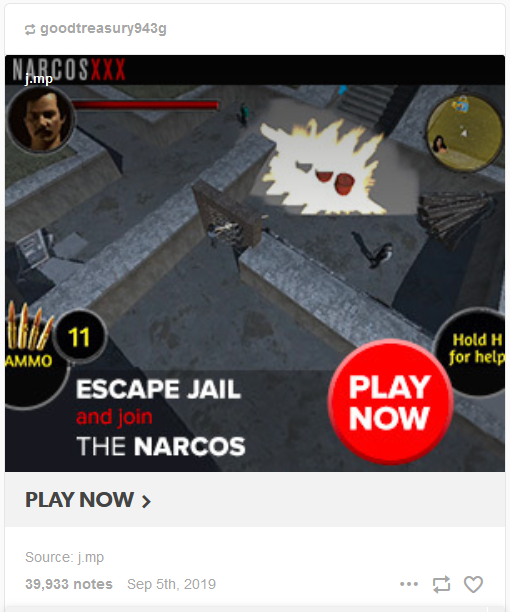 goodtreasury943g
NARCOSXXX
j.mp
11
AMMO
Hold H
for help
ESCAPE JAIL
and join
THE NARCOS
PLAY
NOW
PLAY NOW
Source: j.mp
39,933 notes Sep 5th, 2019